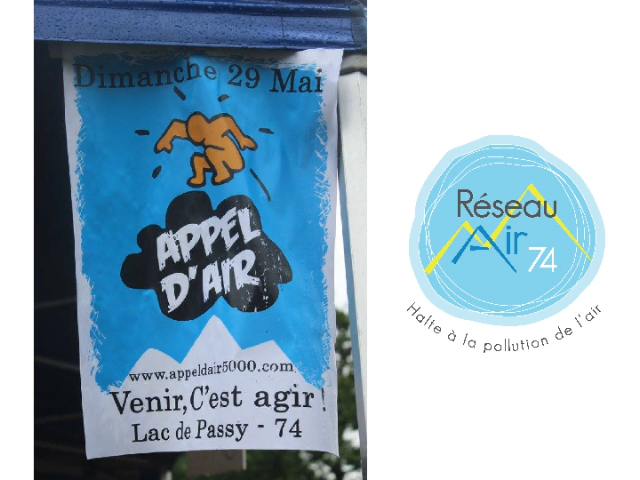 Dimanche 29 Mai
APPEL
D'AIR
www.appeldair5000.com
Venir, C'est agir !
Lac de Passy - 74
Réseau
Air 74
Halte à la pollution de l'air